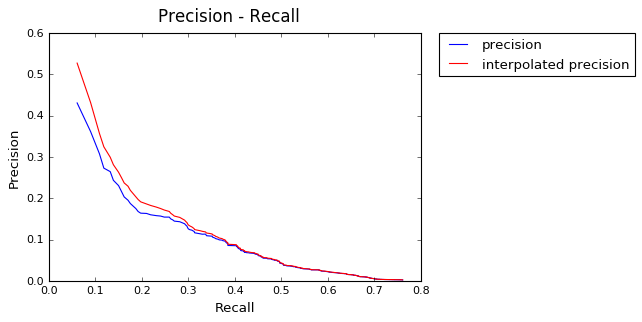 Precision - Recall
precision
interpolated precision
0.6
0.5
0.4
0.3
0.2
0.1
0.0
Precision
0.0 0.1 0.2 0.3 0.4 0.5 0.6 0.7 0.8
Recall